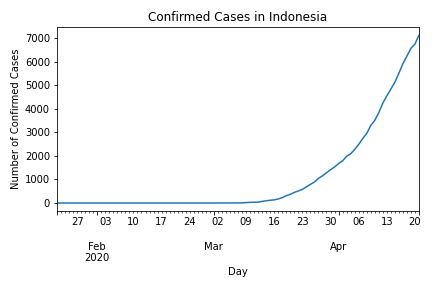 Confirmed Cases in Indonesia
Number of Confirmed Cases
7000
6000
5000
4000
3000
2000
1000
0
27 03 10 17 24 02 09 16 23 30 06 13 20
Feb Mar Apr
2020
Day